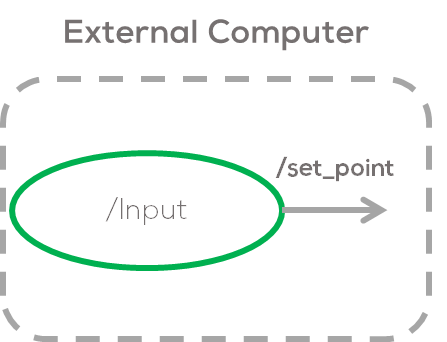 External Computer
/set_point
/Input